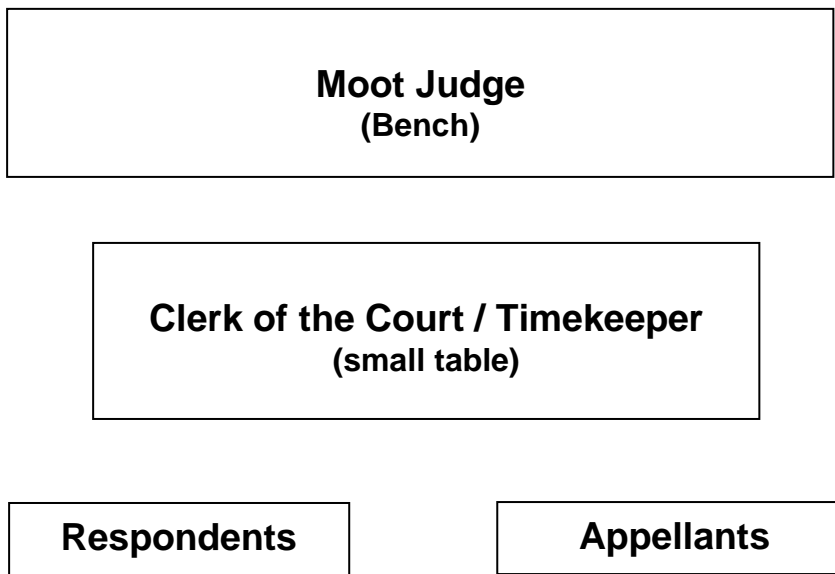 Moot Judge
(Bench)
Clerk of the Court / Timekeeper
(small table)
Respondents
Appellants